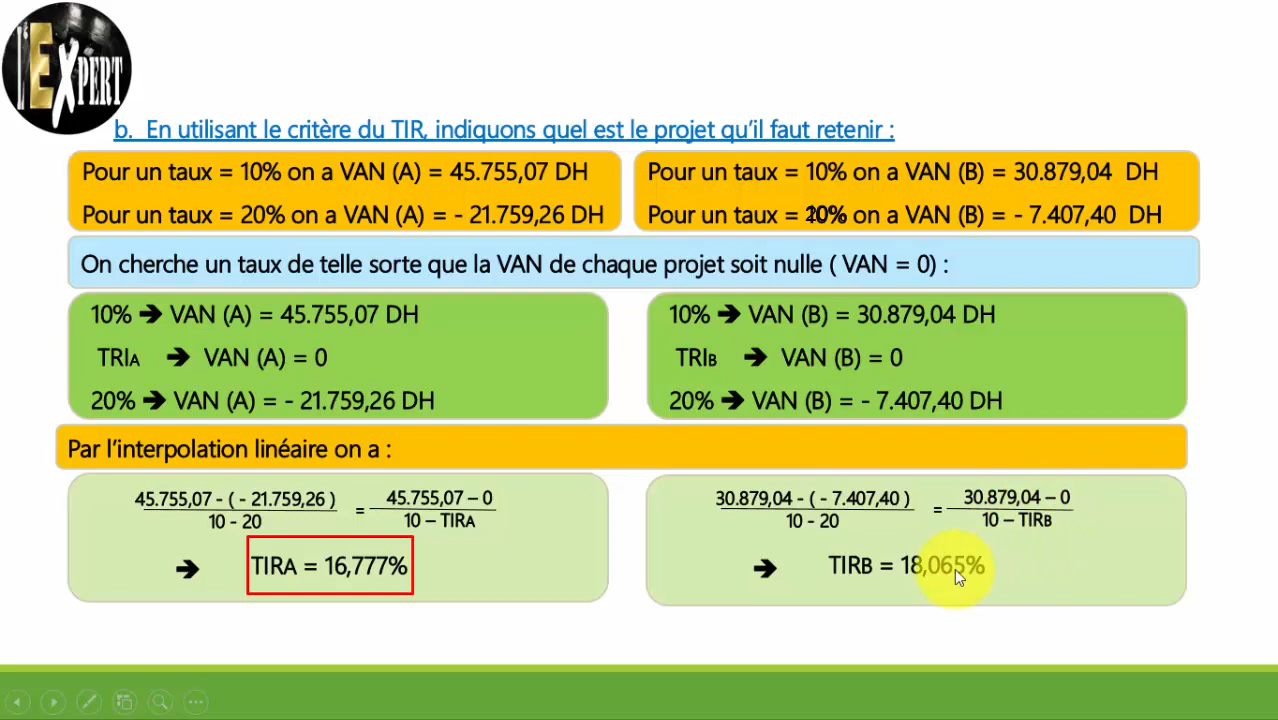 l'EXPERT
b. En utilisant le critère du TIR, indiquons quel est le projet qu'il faut retenir :
Pour un taux = 10% on a VAN (A) = 45.755,07 DH
Pour un taux = 20% on a VAN (A) = - 21.759,26 DH
Pour un taux = 10% on a VAN (B) = 30.879,04 DH
Pour un taux = 20% on a VAN (B) = - 7.407,40 DH
On cherche un taux de telle sorte que la VAN de chaque projet soit nulle ( VAN = 0) :
10% ➔ VAN (A) = 45.755,07 DH
TRIA ➔ VAN (A) = 0
20% ➔ VAN (A) = - 21.759,26 DH
10% ➔ VAN (B) = 30.879,04 DH
TRIB ➔ VAN (B) = 0
20% ➔ VAN (B) = - 7.407,40 DH
Par l'interpolation linéaire on a :
45.755,07 - ( - 21.759,26 )
10 - 20
=
45.755,07 – 0
10 – TIRA
➔ TIRA = 16,777%
30.879,04 - ( - 7.407,40 )
10 - 20
=
30.879,04 – 0
10 – TIRB
➔ TIRB = 18,065%